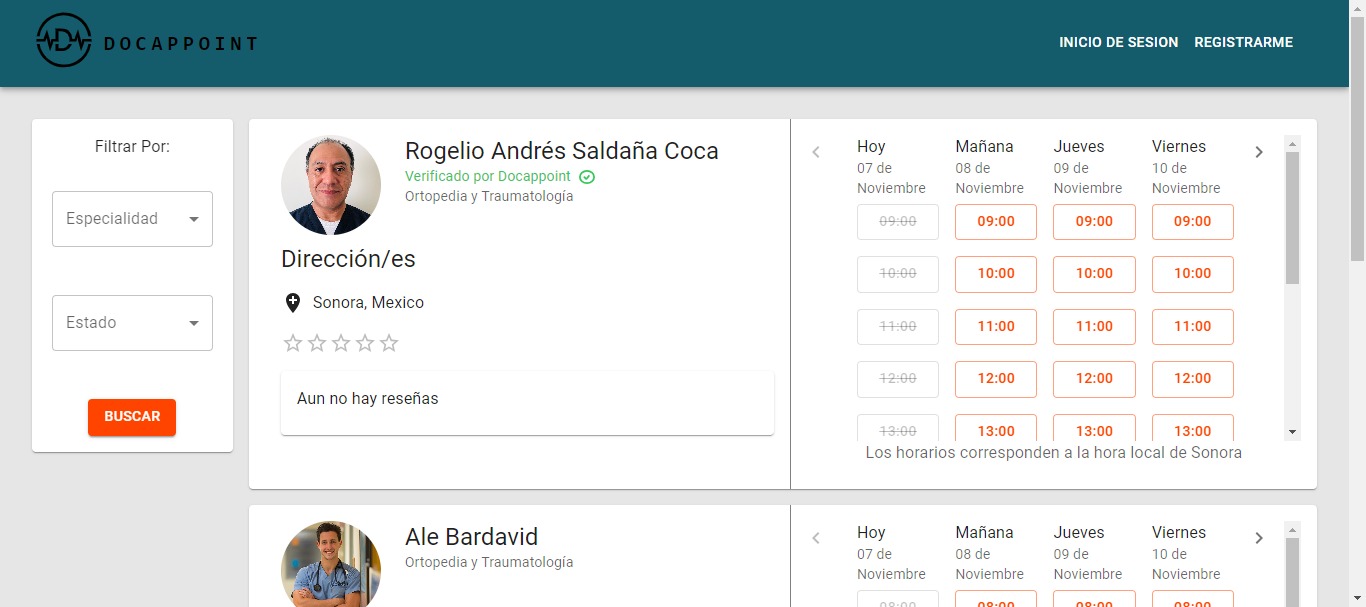 DOCAPPOINT
INICIO DE SESION REGISTRARME
Filtrar Por:
Especialidad
Estado
BUSCAR
Rogelio Andrés Saldaña Coca
Verificado por Docappoint
Ortopedia y Traumatología
Dirección/es
Sonora, Mexico
Aun no hay reseñas
Hoy Mañana Jueves Viernes
07 de 08 de 09 de 10 de
Noviembre Noviembre Noviembre Noviembre
09:00 09:00 09:00 09:00
10:00 10:00 10:00 10:00
11:00 11:00 11:00 11:00
12:00 12:00 12:00 12:00
13:00 13:00 13:00 13:00
Los horarios corresponden a la hora local de Sonora
Ale Bardavid
Ortopedia y Traumatología
Hoy Mañana Jueves Viernes
07 de 08 de 09 de 10 de
Noviembre Noviembre Noviembre Noviembre
08:00 08:00 08:00 08:00